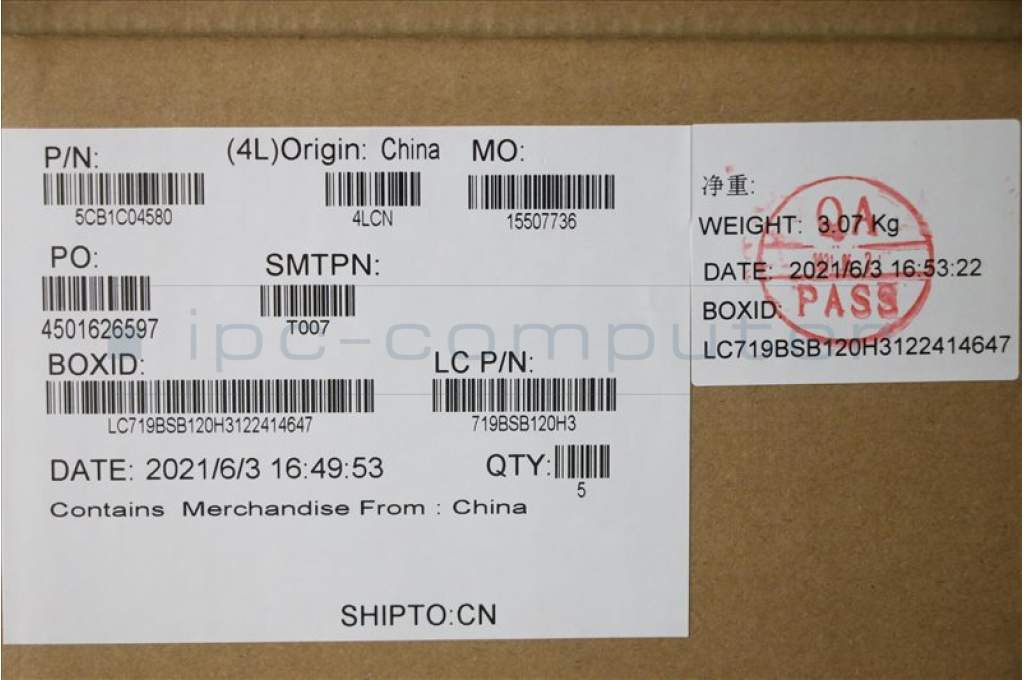 P/N:
5CB1C04580
(4L)Origin: China
4LCN
MO:
15507736
PO:
4501626597
SMTPN:
T007
BOXID:
LC719BSB120H3122414647
LC P/N:
719BSB120H3
DATE: 2021/6/3 16:49:53
QTY:
5
Contains Merchandise From : China
SHIPTO:CN
净重:
WEIGHT: 3.07 Kg
DATE: 2021/6/3 16:53:22
BOXID:
LC719BSB120H3122414647
QA
PASS
ipc-computer